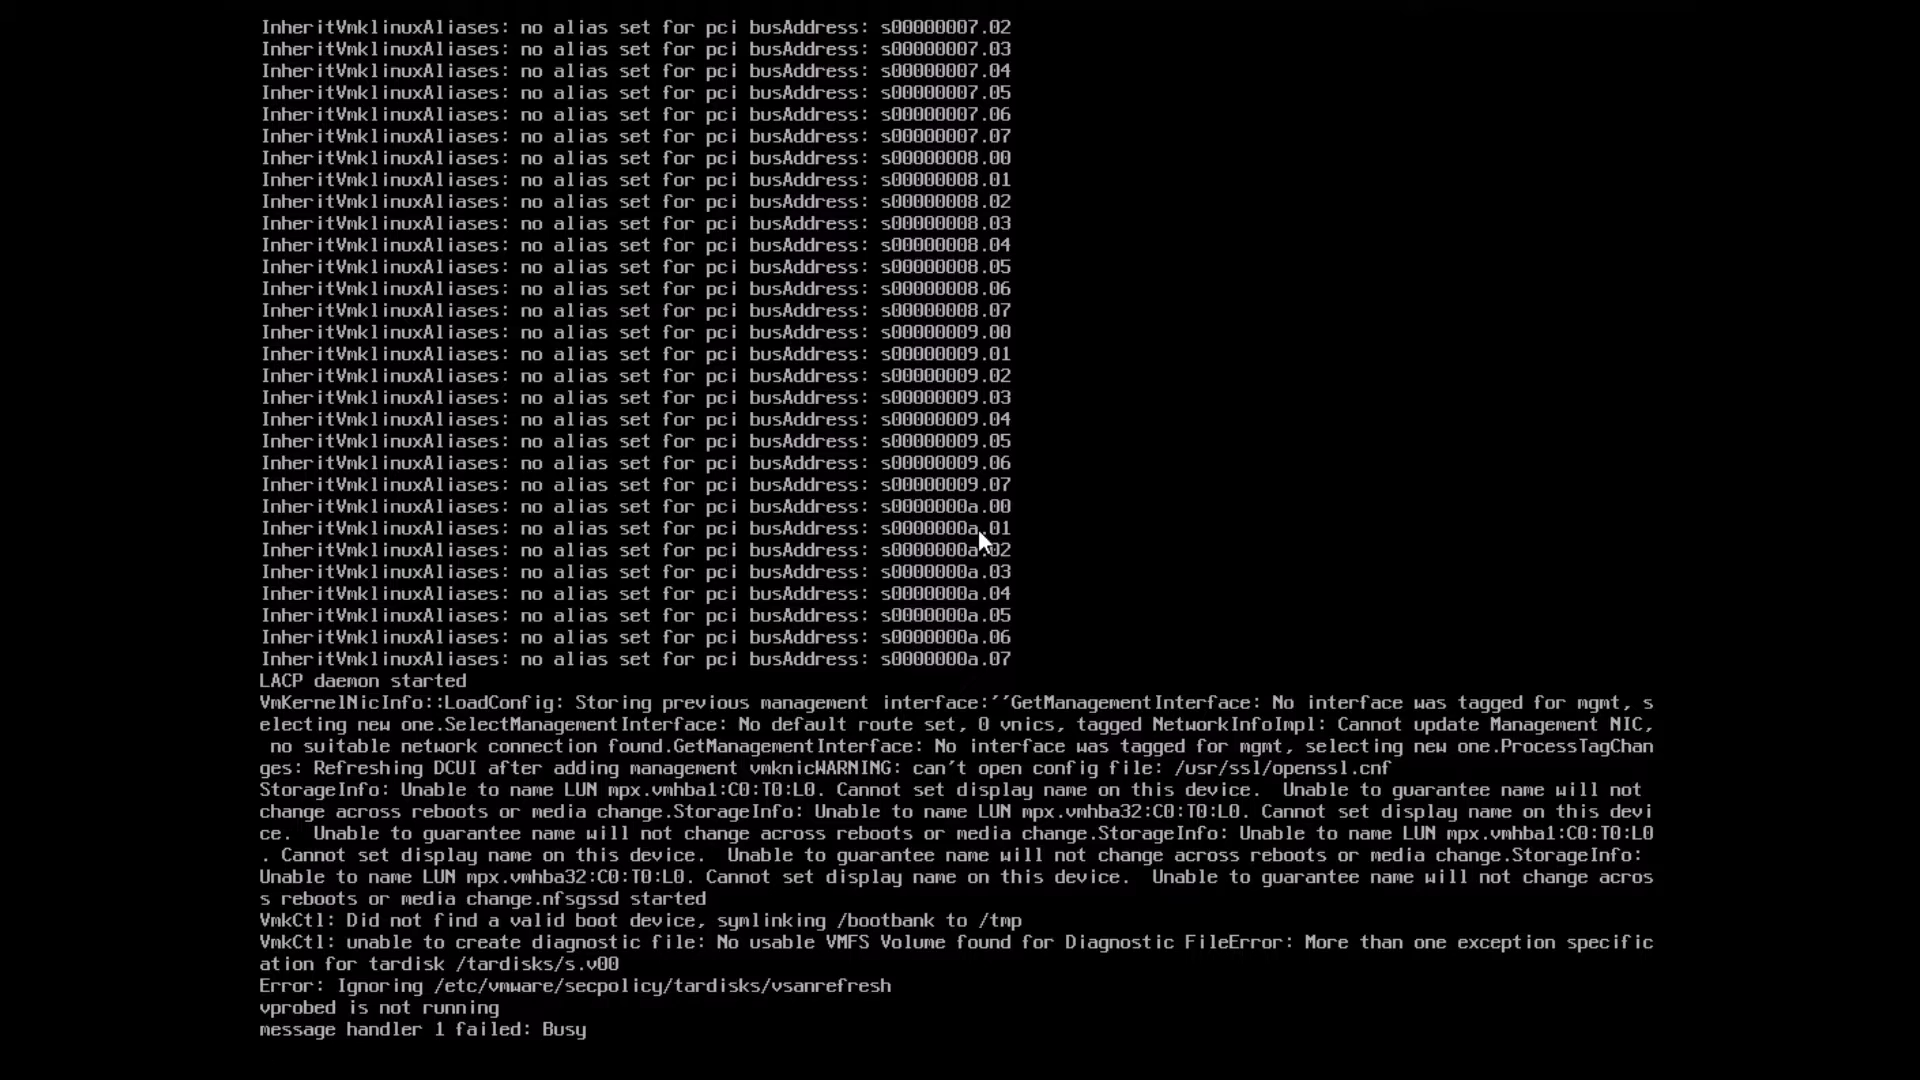 InheritVmklinuxAliases: no alias set for pci busAddress: s00000007.02
InheritVmklinuxAliases: no alias set for pci busAddress: s00000007.03
InheritVmklinuxAliases: no alias set for pci busAddress: s00000007.04
InheritVmklinuxAliases: no alias set for pci busAddress: s00000007.05
InheritVmklinuxAliases: no alias set for pci busAddress: s00000007.06
InheritVmklinuxAliases: no alias set for pci busAddress: s00000007.07
InheritVmklinuxAliases: no alias set for pci busAddress: s00000008.00
InheritVmklinuxAliases: no alias set for pci busAddress: s00000008.01
InheritVmklinuxAliases: no alias set for pci busAddress: s00000008.02
InheritVmklinuxAliases: no alias set for pci busAddress: s00000008.03
InheritVmklinuxAliases: no alias set for pci busAddress: s00000008.04
InheritVmklinuxAliases: no alias set for pci busAddress: s00000008.05
InheritVmklinuxAliases: no alias set for pci busAddress: s00000008.06
InheritVmklinuxAliases: no alias set for pci busAddress: s00000008.07
InheritVmklinuxAliases: no alias set for pci busAddress: s00000009.00
InheritVmklinuxAliases: no alias set for pci busAddress: s00000009.01
InheritVmklinuxAliases: no alias set for pci busAddress: s00000009.02
InheritVmklinuxAliases: no alias set for pci busAddress: s00000009.03
InheritVmklinuxAliases: no alias set for pci busAddress: s00000009.04
InheritVmklinuxAliases: no alias set for pci busAddress: s00000009.05
InheritVmklinuxAliases: no alias set for pci busAddress: s00000009.06
InheritVmklinuxAliases: no alias set for pci busAddress: s00000009.07
InheritVmklinuxAliases: no alias set for pci busAddress: s0000000a.00
InheritVmklinuxAliases: no alias set for pci busAddress: s0000000a.01
InheritVmklinuxAliases: no alias set for pci busAddress: s0000000a.02
InheritVmklinuxAliases: no alias set for pci busAddress: s0000000a.03
InheritVmklinuxAliases: no alias set for pci busAddress: s0000000a.04
InheritVmklinuxAliases: no alias set for pci busAddress: s0000000a.05
InheritVmklinuxAliases: no alias set for pci busAddress: s0000000a.06
InheritVmklinuxAliases: no alias set for pci busAddress: s0000000a.07
LACP daemon started
VmKernelNicInfo::LoadConfig: Storing previous management interface:''GetManagementInterface: No interface was tagged for mgmt, s
electing new one.SelectManagementInterface: No default route set, 0 vnics, tagged NetworkInfoImpl: Cannot update Management NIC,
 no suitable network connection found.GetManagementInterface: No interface was tagged for mgmt, selecting new one.ProcessTagChan
ges: Refreshing DCUI after adding management vmknicWARNING: can't open config file: /usr/ssl/openssl.cnf
StorageInfo: Unable to name LUN mpx.vmhba1:C0:T0:L0. Cannot set display name on this device.  Unable to guarantee name will not
change across reboots or media change.StorageInfo: Unable to name LUN mpx.vmhba32:C0:T0:L0. Cannot set display name on this devi
ce.  Unable to guarantee name will not change across reboots or media change.StorageInfo: Unable to name LUN mpx.vmhba1:C0:T0:L0
. Cannot set display name on this device.  Unable to guarantee name will not change across reboots or media change.StorageInfo:
Unable to name LUN mpx.vmhba32:C0:T0:L0. Cannot set display name on this device.  Unable to guarantee name will not change acros
s reboots or media change.nfsgssd started
VmkCtl: Did not find a valid boot device, symlinking /bootbank to /tmp
VmkCtl: unable to create diagnostic file: No usable VMFS Volume found for Diagnostic FileError: More than one exception specific
ation for tardisk /tardisks/s.v00
Error: Ignoring /etc/vmware/secpolicy/tardisks/vsanrefresh
vprobed is not running
message handler 1 failed: Busy